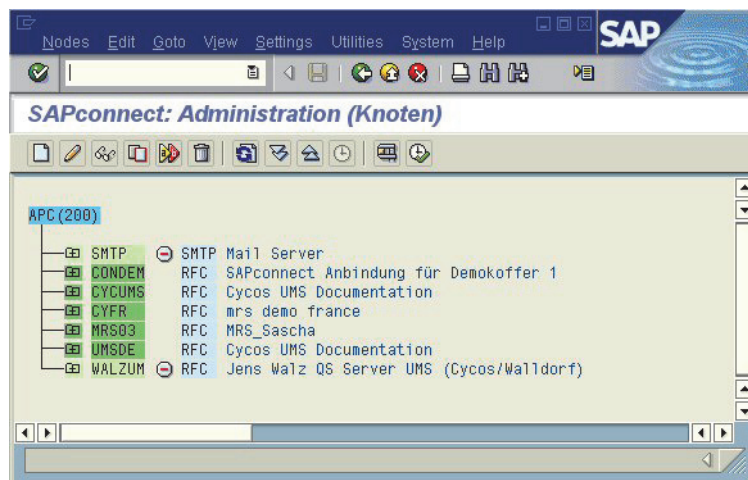 Nodes Edit Goto View Settings Utilities System Help
SAP
SAPconnect: Administration (Knoten)
APC(200)
SMTP SMTP Mail Server
CONDEM RFC SAPconnect Anbindung für Demokoffer 1
CYCUMS RFC Cycos UMS Documentation
CYFR RFC mrs demo france
MRS03 RFC MRS_Sascha
UMSDE RFC Cycos UMS Documentation
WALZUM RFC Jens Walz QS Server UMS (Cycos/Walldorf)